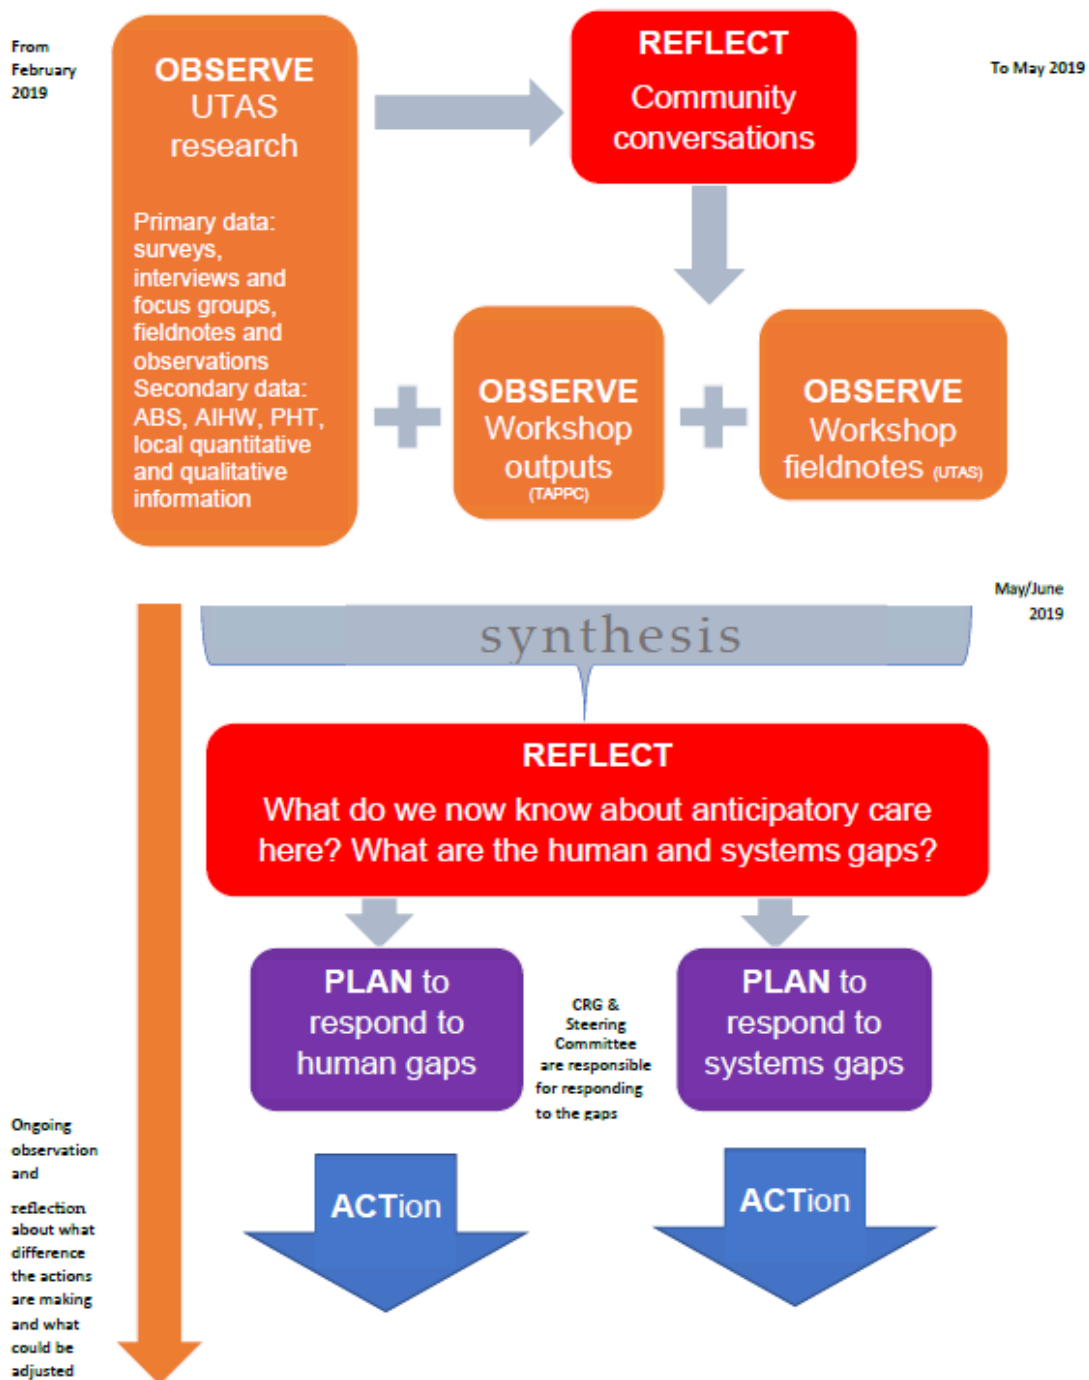 From
February
2019
OBSERVE
UTAS
research
Primary data:
surveys,
interviews and
focus groups,
fieldnotes and
observations
Secondary data:
ABS, AIHW, PHT,
local quantitative
and qualitative
information
REFLECT
Community
conversations
To May 2019
OBSERVE
Workshop
outputs
(TAPPC)
OBSERVE
Workshop
fieldnotes (UTAS)
May/June
2019
synthesis
REFLECT
What do we now know about anticipatory care
here? What are the human and systems gaps?
PLAN to
respond to
human gaps
CRG &
Steering
Committee
are responsible
for responding
to the gaps
PLAN to
respond to
systems gaps
ACTion
ACTion
Ongoing
observation
and
reflection
about what
difference
the actions
are making
and what
could be
adjusted